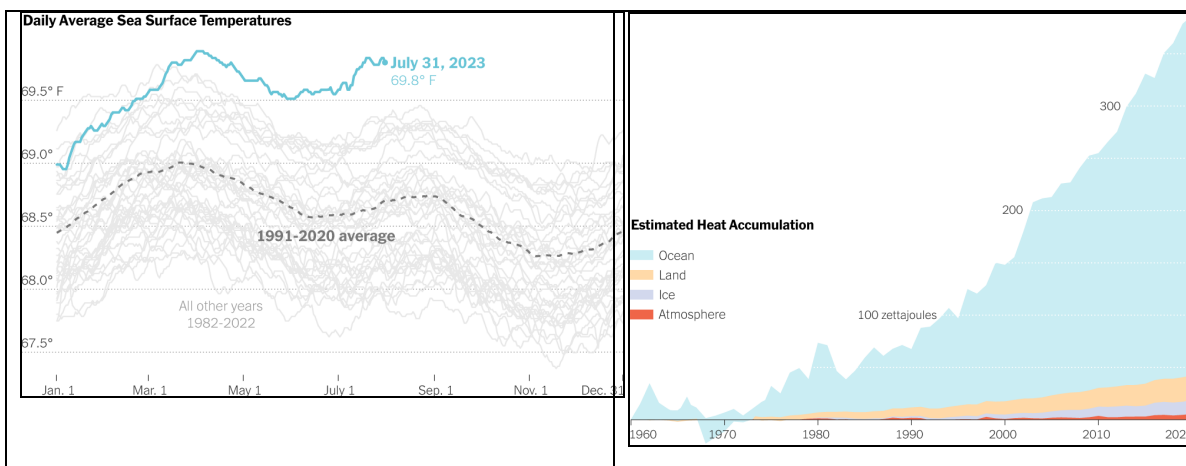 Daily Average Sea Surface Temperatures
July 31, 2023
69.8° F
69.5° F
69.0°
68.5°
1991-2020 average
68.0°
All other years
1982-2022
67.5°
Jan. 1 Mar. 1 May 1 July 1 Sep. 1 Nov. 1 Dec. 31
300
200
Estimated Heat Accumulation
Ocean
Land
Ice
Atmosphere
100 zettajoules
1960 1970 1980 1990 2000 2010